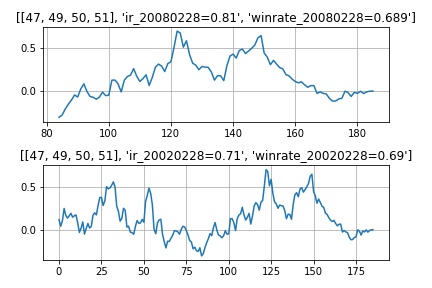 [[47, 49, 50, 51], 'ir_20080228=0.81', 'winrate_20080228=0.689']
0.5
0.0
80 100 120 140 160 180
[[47, 49, 50, 51], 'ir_20020228=0.71', 'winrate_20020228=0.69']
0.5
0.0
0 25 50 75 100 125 150 175